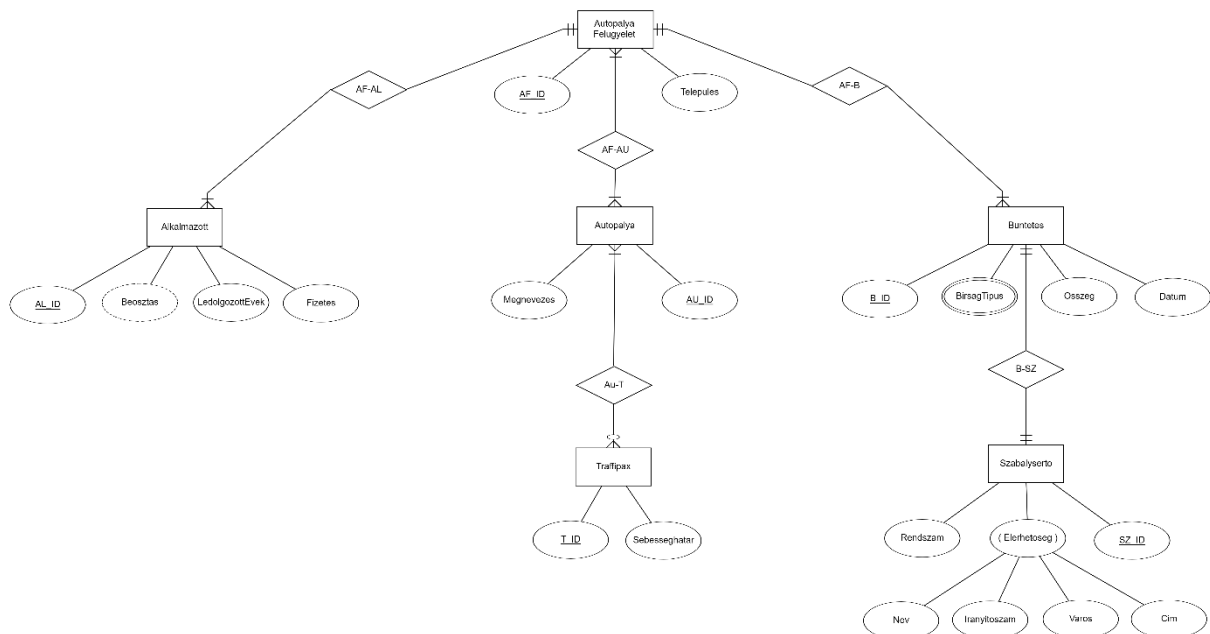 Autopalya
Felugyelet
AF-AL
AF_ID
Telepules
AF-B
AF-AU
Alkalmazott
Autopalya
Buntetes
AL_ID
Beosztas
LedolgozottEvek
Fizetes
Megnevezes
AU_ID
B_ID
BirsagTipus
Osszeg
Datum
Au-T
B-SZ
Traffipax
Szabalyserto
T_ID
Sebesseghatar
Rendszam
( Elerhetoseg )
SZ_ID
Nev
Iranyitoszam
Varos
Cim